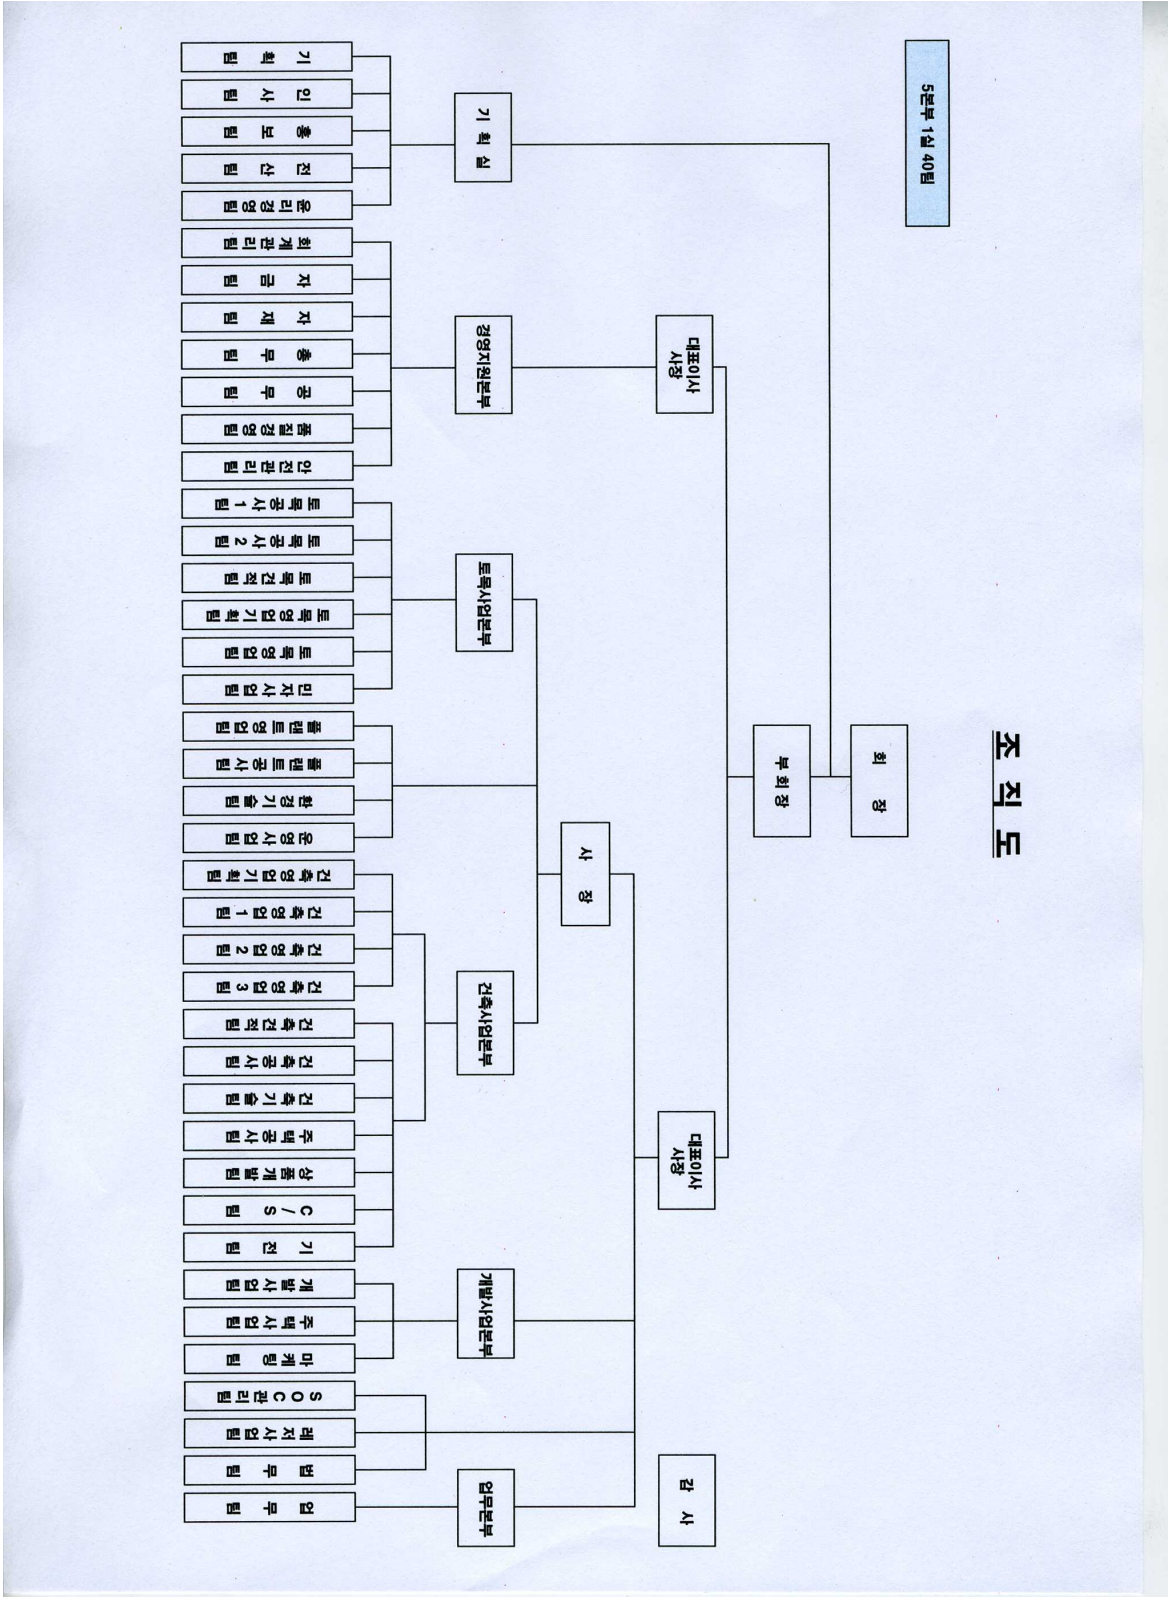 조 직 도
5본부 1실 40팀
회 장
부 회 장
대표이사
사장
대표이사
사장
감 사
사 장
기 획 실
경영지원본부
토목사업본부
건축사업본부
개발사업본부
업무본부
기 획 팀
인 사 팀
홍 보 팀
전 산 팀
윤리경영팀
회계관리팀
자 금 팀
자 재 팀
총 무 팀
공 무 팀
품질경영팀
안전관리팀
토목공사1팀
토목공사2팀
토목견적팀
토목영업기획팀
토목영업팀
민자사업팀
플랜트영업팀
플랜트공사팀
환경기술팀
운영사업팀
건축영업기획팀
건축영업1팀
건축영업2팀
건축영업3팀
건축견적팀
건축공사팀
건축기술팀
주택공사팀
상품개발팀
C / S 팀
기 전 팀
개발사업팀
주택사업팀
마케팅 팀
SOC관리팀
레저사업팀
법 무 팀
업 무 팀